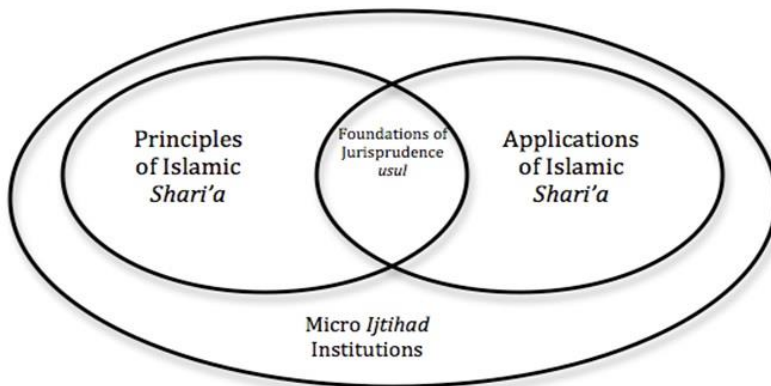 Principles
of Islamic
Shari'a
Foundations of
Jurisprudence
usul
Applications
of Islamic
Shari'a
Micro Ijtihad
Institutions